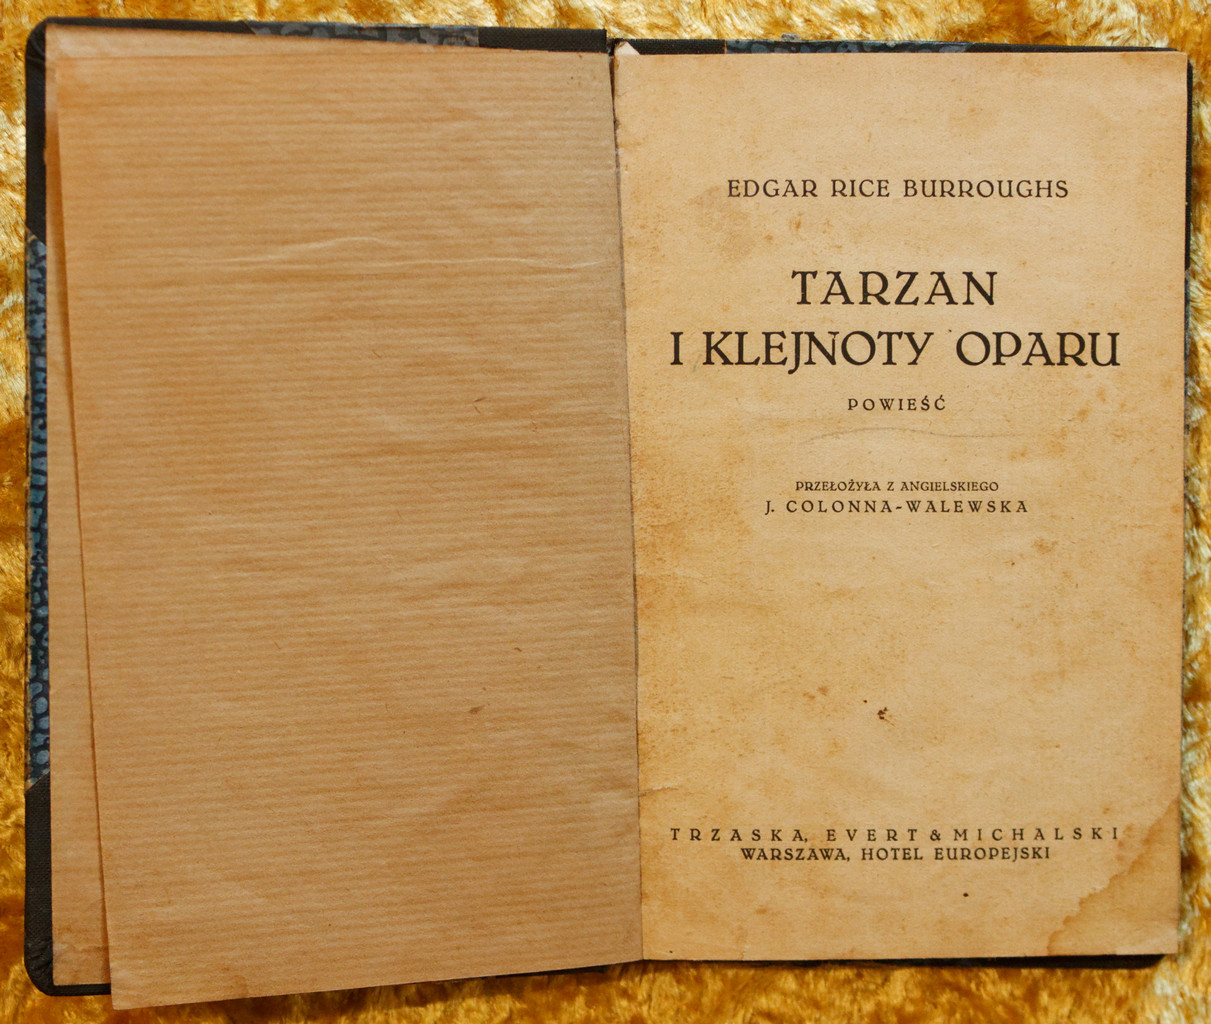 EDGAR RICE BURROUGHS
TARZAN
I KLEJNOTY OPARU
POWIEŚĆ
PRZEŁOŻYŁA Z ANGIELSKIEGO
J. COLONNA-WALEWSKA
TRZASKA, EVERT & MICHALSKI
WARSZAWA, HOTEL EUROPEJSKI